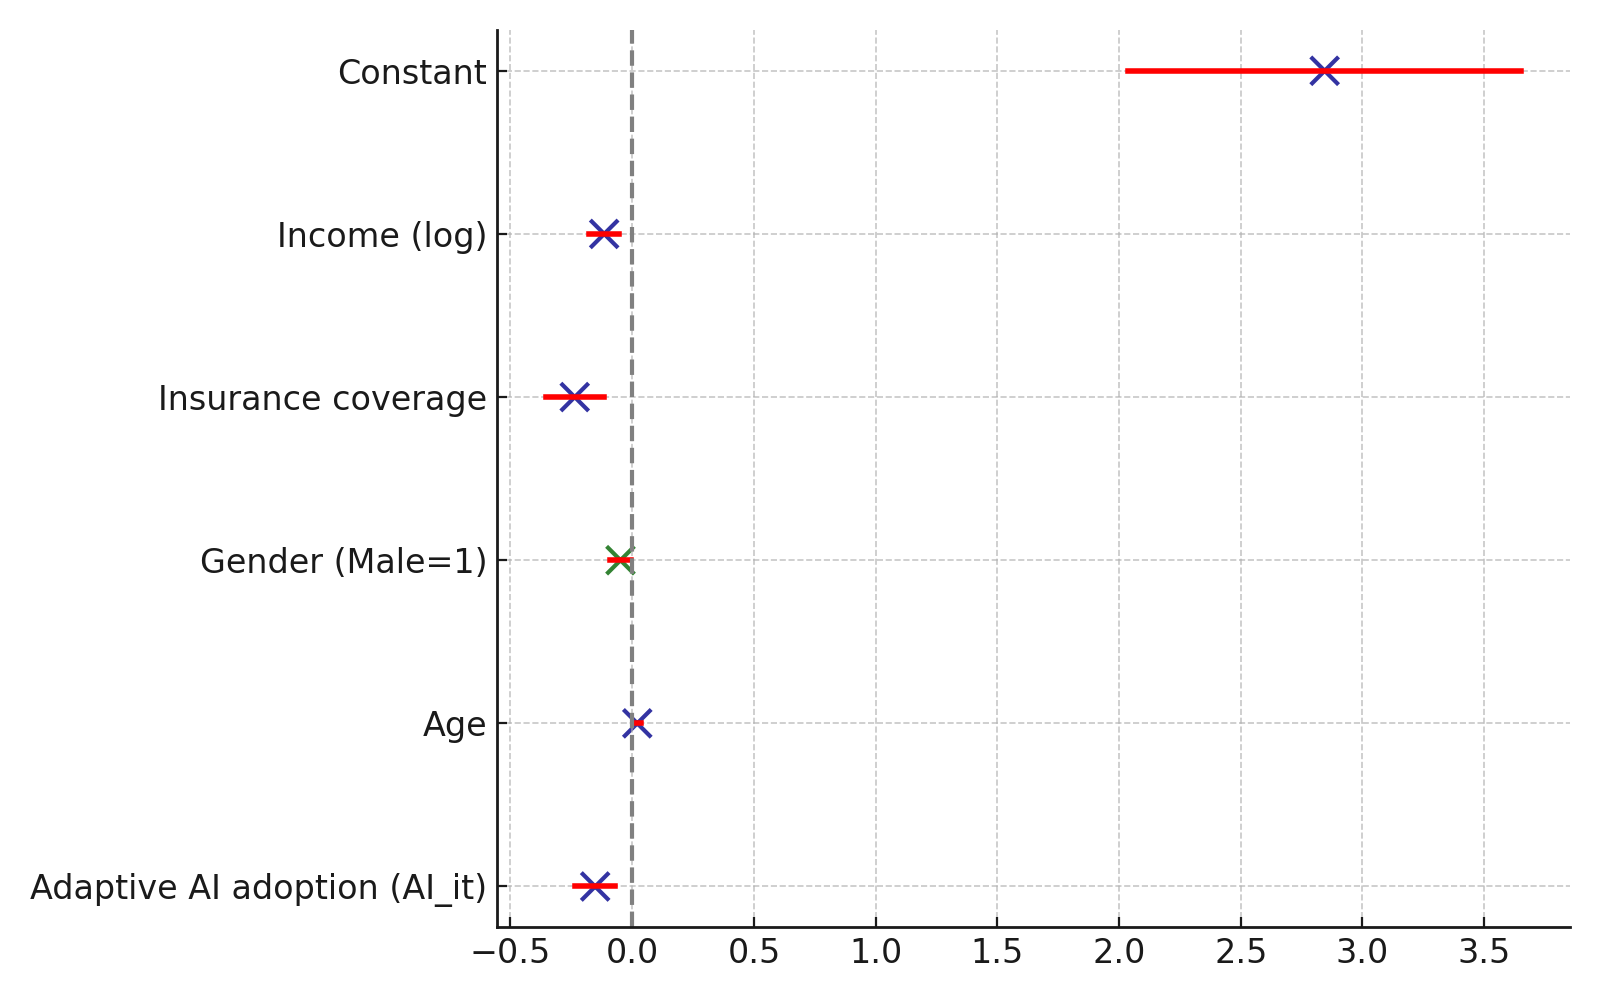 Constant
Income (log)
Insurance coverage
Gender (Male=1)
Age
Adaptive AI adoption (AI_it)
−0.5 0.0 0.5 1.0 1.5 2.0 2.5 3.0 3.5